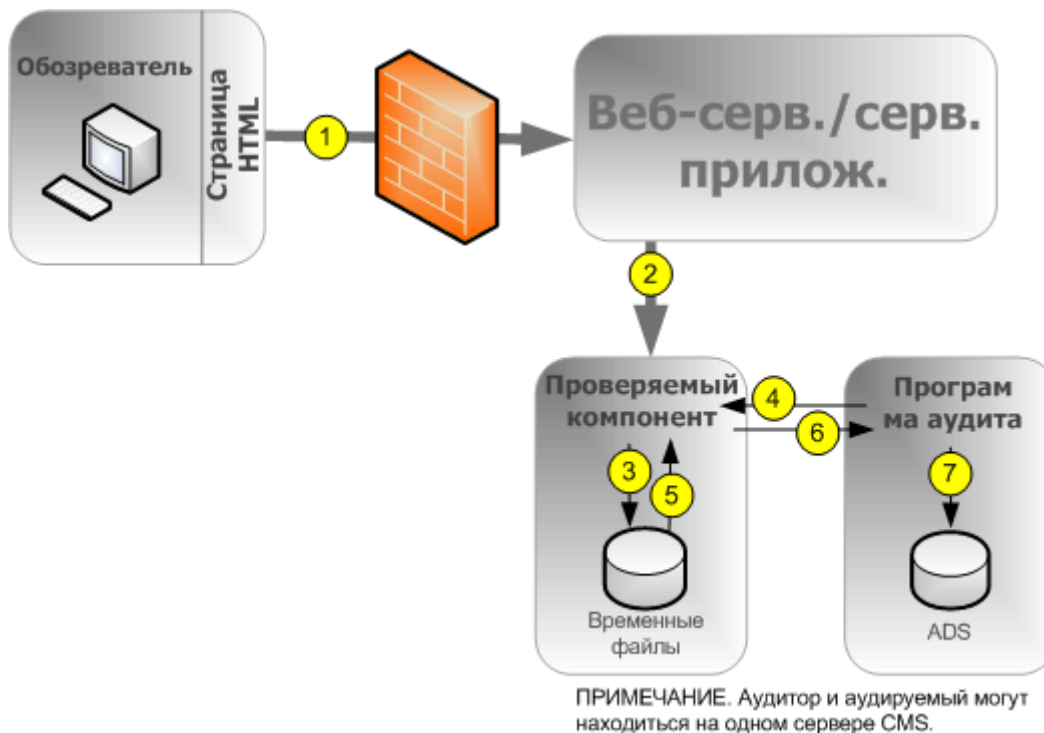 Обозреватель
Страница
HTML
1
Веб-серв./серв.
прилож.
2
Проверяемый
компонент
4
6
Програм
ма аудита
3
5
7
Временные
файлы
ADS
ПРИМЕЧАНИЕ. Аудитор и аудируемый могут
находиться на одном сервере CMS.